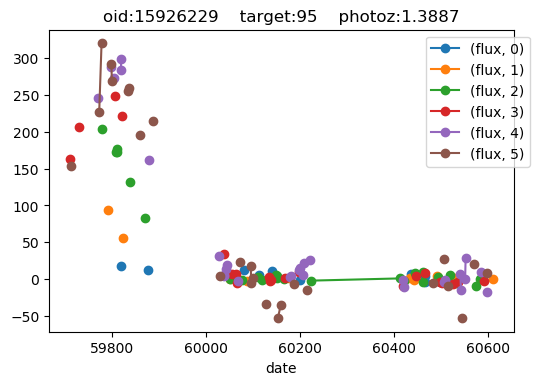 oid:15926229    target:95    photoz:1.3887
300
250
200
150
100
50
0
−50
59800
60000
60200
60400
60600
date
(flux, 0)
(flux, 1)
(flux, 2)
(flux, 3)
(flux, 4)
(flux, 5)